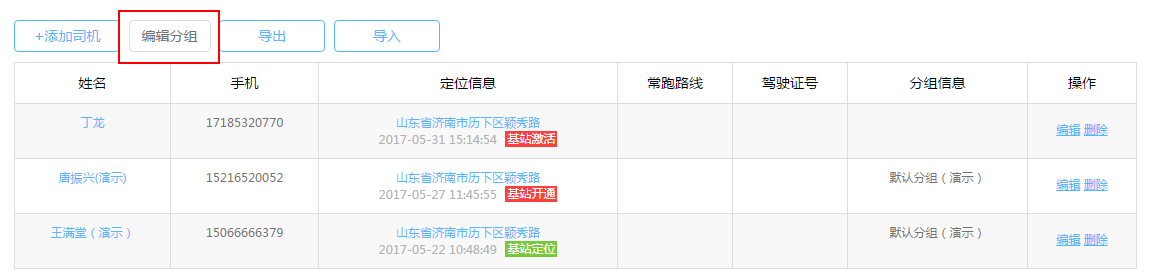 +添加司机 编辑分组 导出 导入
姓名 手机 定位信息 常跑路线 驾驶证号 分组信息 操作
丁龙 17185320770 山东省济南市历下区颖秀路 编辑 删除
2017-05-31 15:14:54 基站激活
唐振兴(演示) 15216520052 山东省济南市历下区颖秀路 默认分组（演示） 编辑 删除
2017-05-27 11:45:55 基站开通
王满堂（演示） 15066666379 山东省济南市历下区颖秀路 默认分组（演示） 编辑 删除
2017-05-22 10:48:49 基站定位